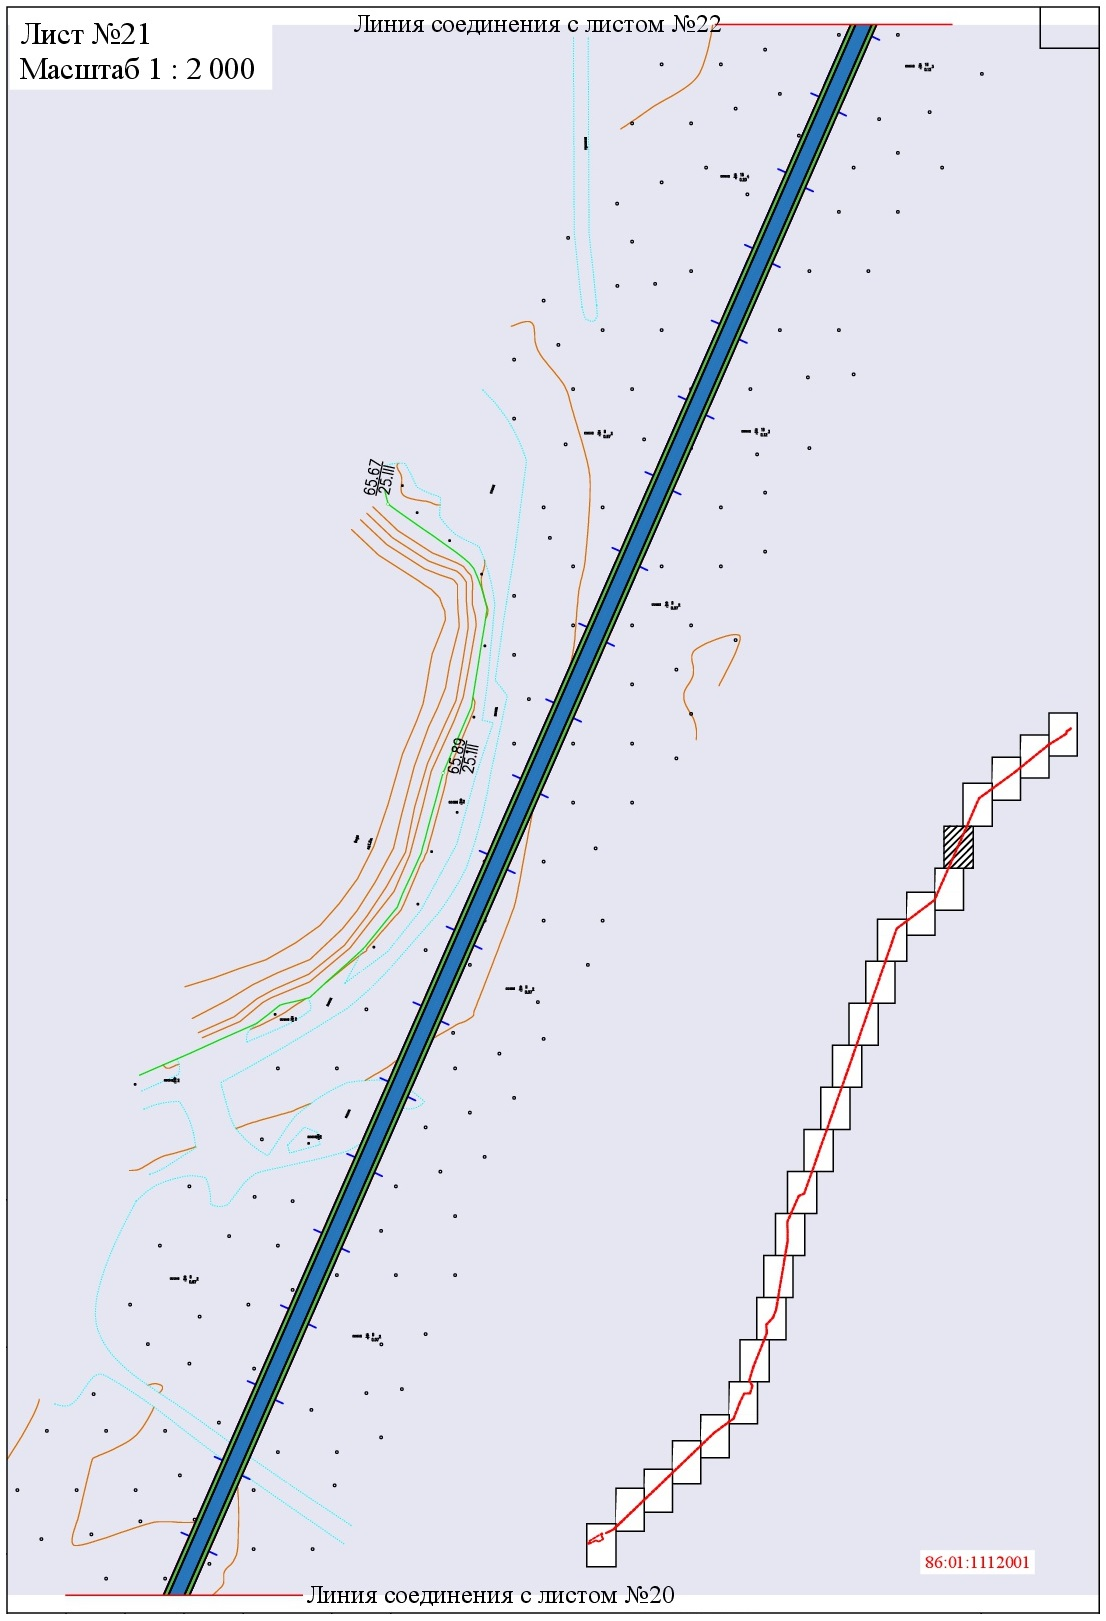 Линия соединения с листом №22
Лист №21
Масштаб 1 : 2 000
65.67
25.III
65.89
25.III
86:01:1112001
Линия соединения с листом №20